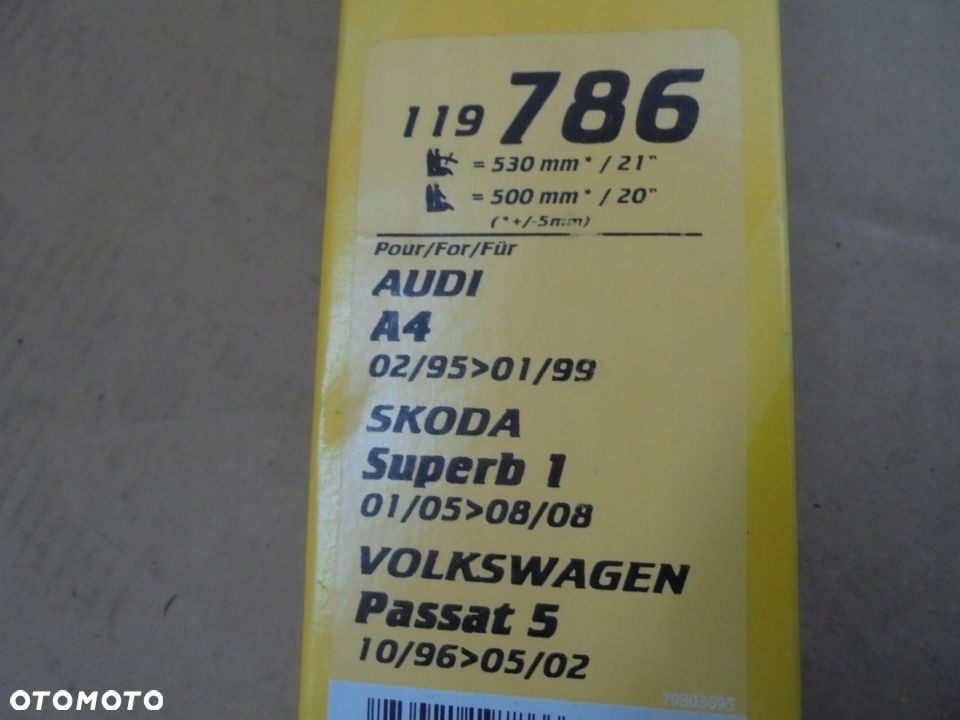 119 786
= 530 mm* / 21"
= 500 mm* / 20"
(*+/-5mm)
Pour/For/Für
AUDI
A4
02/95>01/99
SKODA
Superb 1
01/05>08/08
VOLKSWAGEN
Passat 5
10/96>05/02
79803695
OTOMOTO